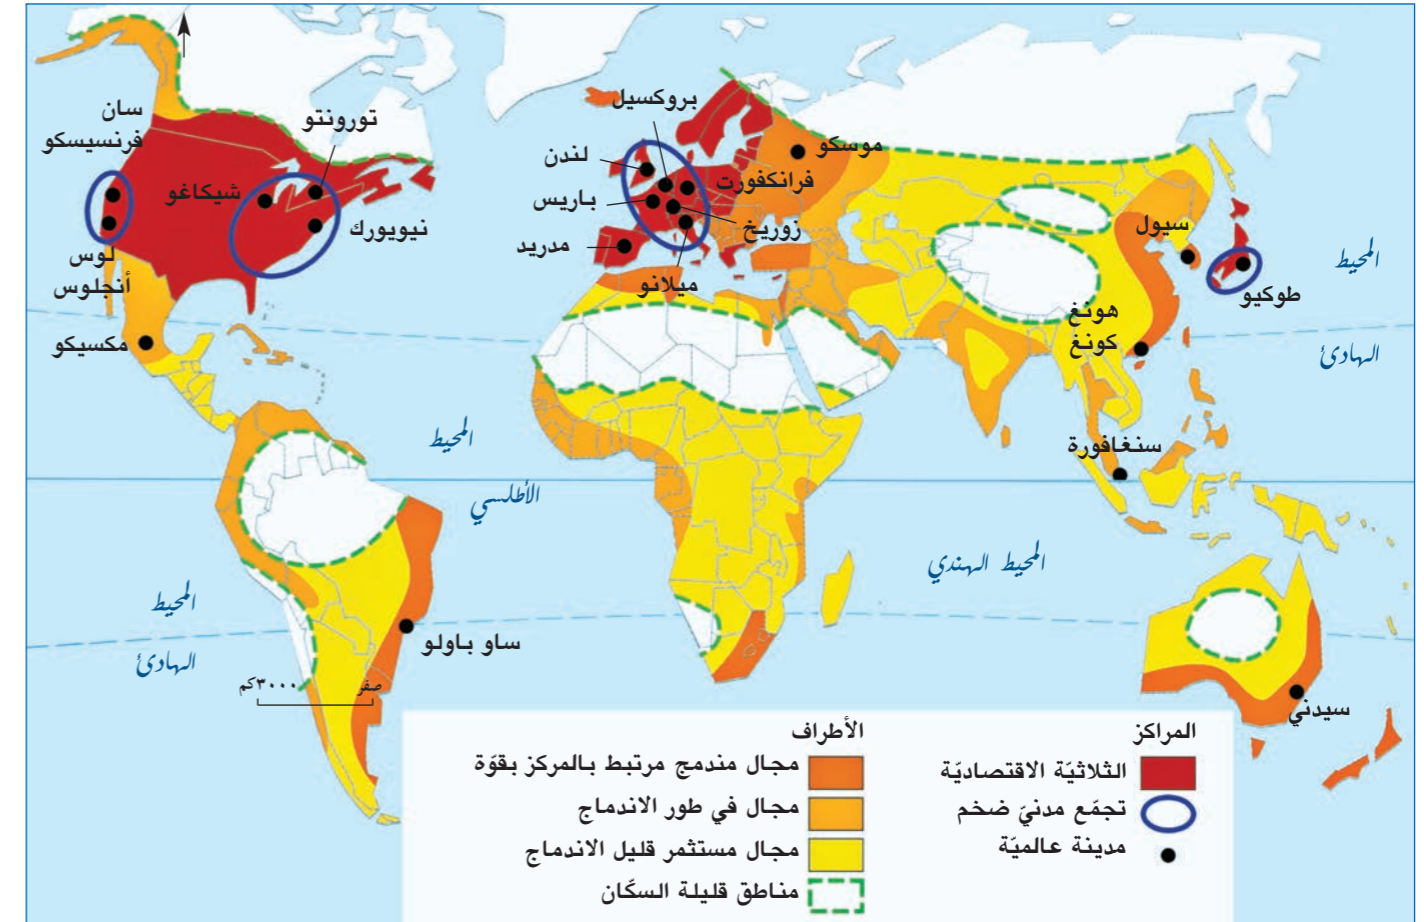 سان
فرنسيسكو
تورونتو
شيكاغو
نيويورك
لوس
أنجلوس
مكسيكو
بروكسيل
لندن
باريس
مدريد
فرانكفورت
زوريخ
ميلانو
موسكو
سيول
طوكيو
هونغ
كونغ
سنغافورة
المحيط
الهادئ
المحيط
الأطلسي
المحيط الهندي
المحيط
الهادئ
ساو باولو
سيدني
صفر ٣٠٠٠كم
المراكز
الثلاثيّة الاقتصاديّة
تجمّع مدنيّ ضخم
مدينة عالميّة
الأطراف
مجال مندمج مرتبط بالمركز بقوّة
مجال في طور الاندماج
مجال مستثمر قليل الاندماج
مناطق قليلة السكّان